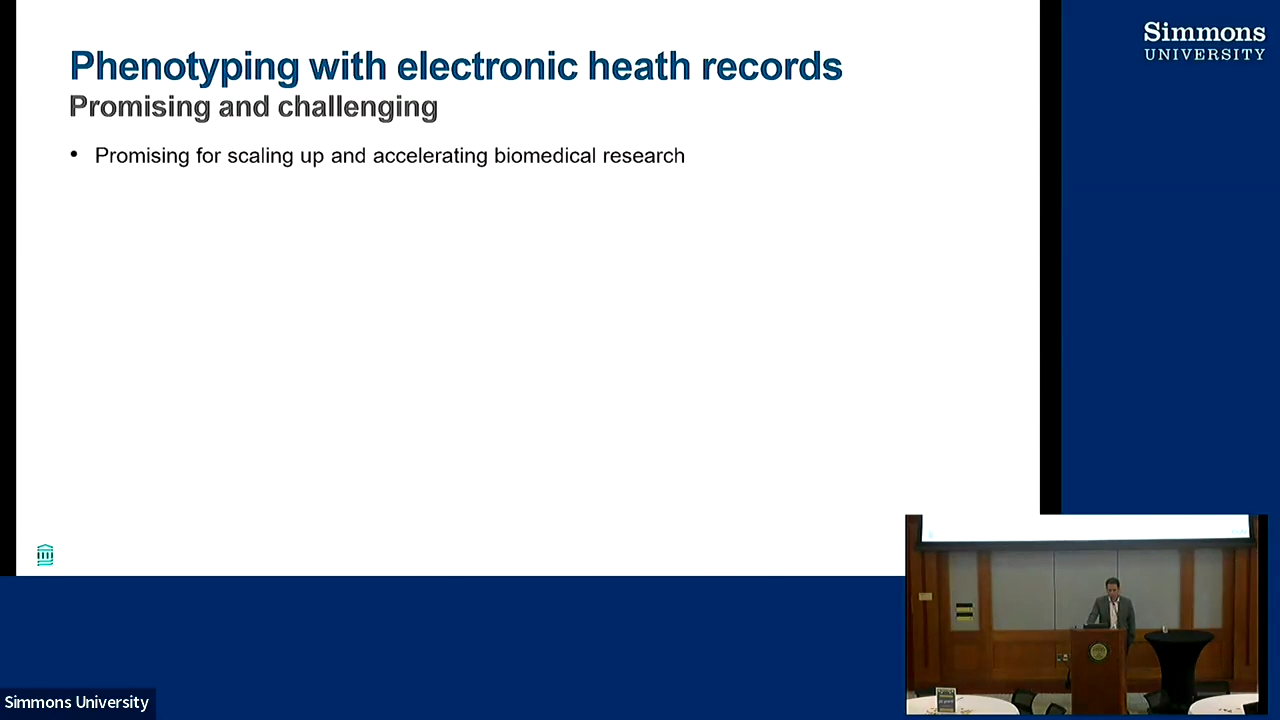 Phenotyping with electronic heath records
Promising and challenging
• Promising for scaling up and accelerating biomedical research
Simmons
UNIVERSITY
Simmons University